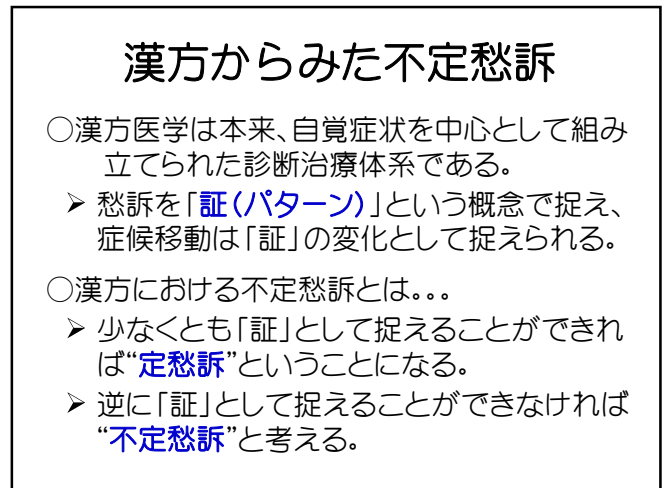 漢方からみた不定愁訴
○漢方医学は本来、自覚症状を中心として組み
立てられた診断治療体系である。
➢ 愁訴を「証（パターン）」という概念で捉え、
症候移動は「証」の変化として捉えられる。
○漢方における不定愁訴とは。。。
➢ 少なくとも「証」として捉えることができれ
ば“定愁訴”ということになる。
➢ 逆に「証」として捉えることができなければ
“不定愁訴”と考える。